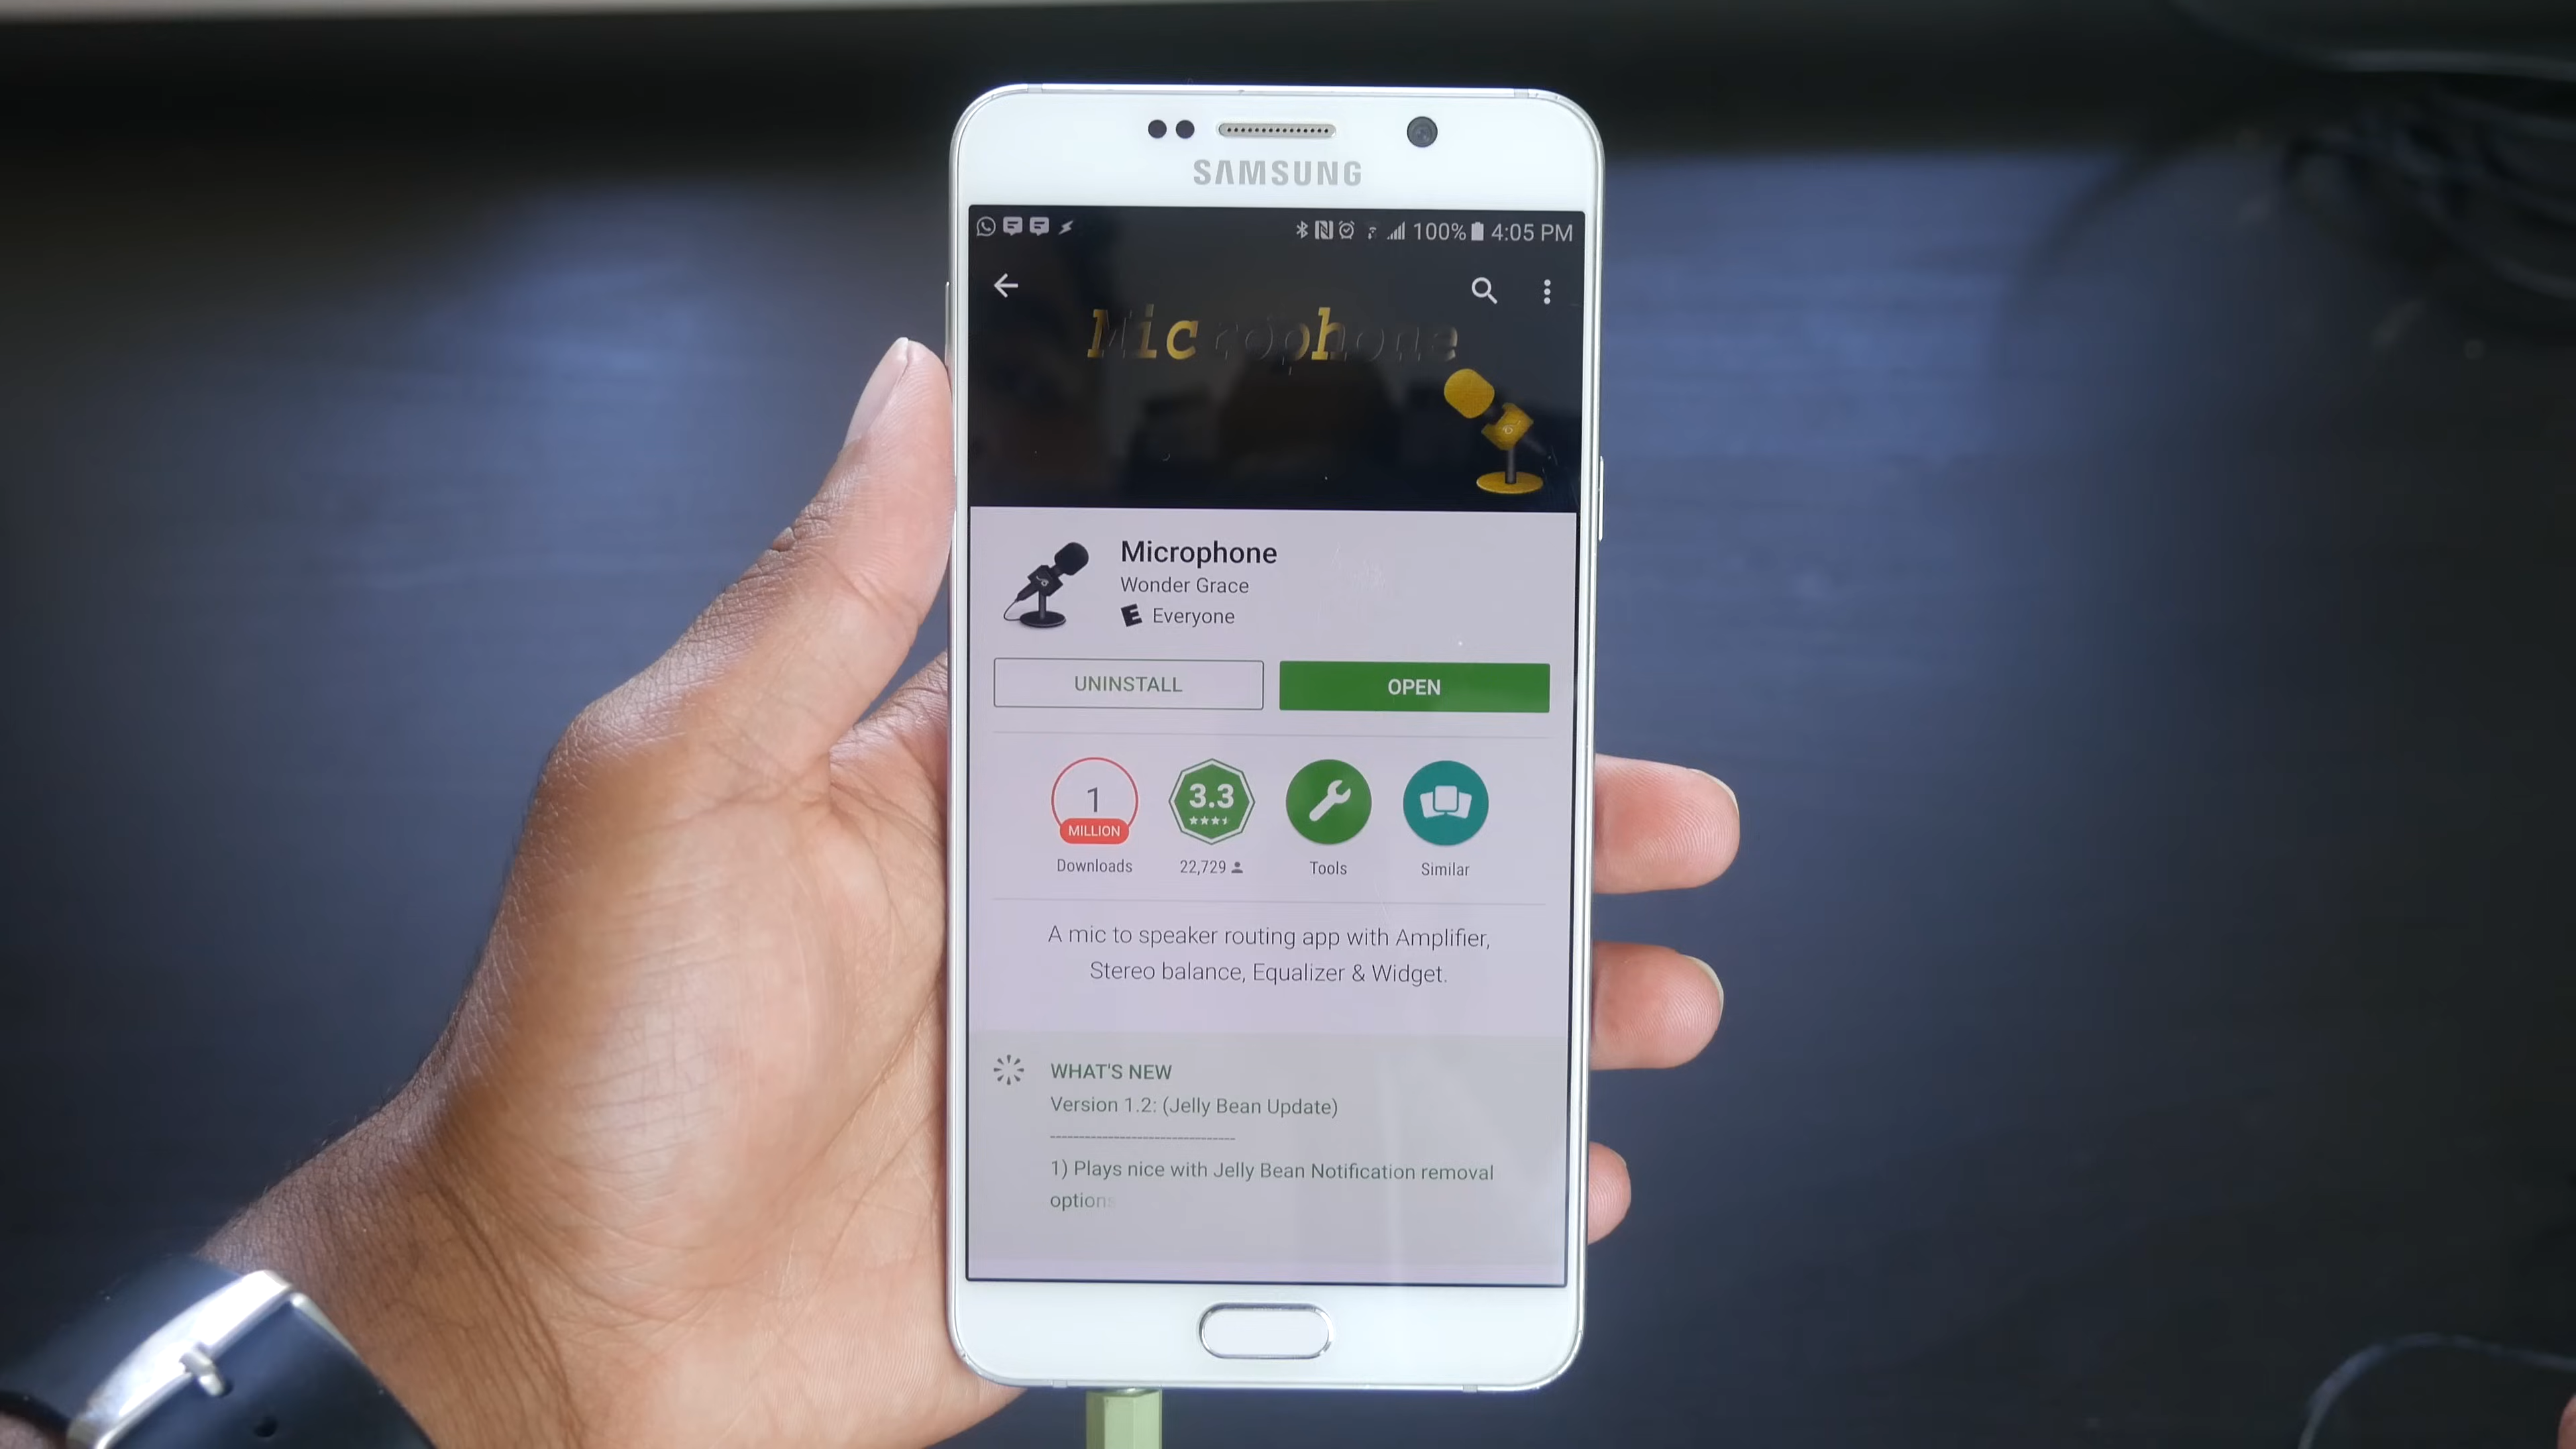 SAMSUNG
100% 4:05 PM
Microphone
Microphone
Wonder Grace
E Everyone
UNINSTALL
OPEN
1
MILLION
Downloads
3.3
22,729
Tools
Similar
A mic to speaker routing app with Amplifier,
Stereo balance, Equalizer & Widget.
WHAT'S NEW
Version 1.2: (Jelly Bean Update)
--------------------------------
1) Plays nice with Jelly Bean Notification removal
options